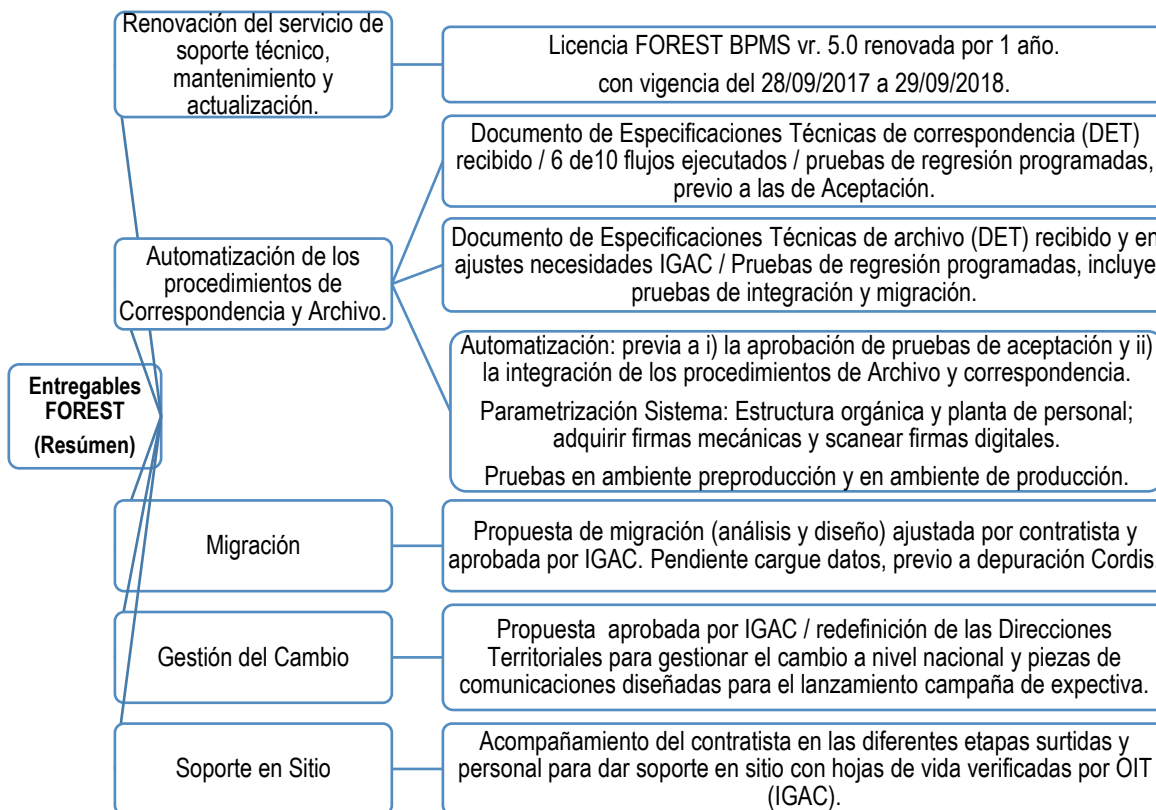 Entregables
FOREST
(Resúmen)
Renovación del servicio de
soporte técnico,
mantenimiento y
actualización.
Licencia FOREST BPMS vr. 5.0 renovada por 1 año.
con vigencia del 28/09/2017 a 29/09/2018.
Automatización de los
procedimientos de
Correspondencia y Archivo.
Documento de Especificaciones Técnicas de correspondencia (DET)
recibido / 6 de10 flujos ejecutados / pruebas de regresión programadas,
previo a las de Aceptación.
Documento de Especificaciones Técnicas de archivo (DET) recibido y en
ajustes necesidades IGAC / Pruebas de regresión programadas, incluye
pruebas de integración y migración.
Automatización: previa a i) la aprobación de pruebas de aceptación y ii)
la integración de los procedimientos de Archivo y correspondencia.
Parametrización Sistema: Estructura orgánica y planta de personal;
adquirir firmas mecánicas y scanear firmas digitales.
Pruebas en ambiente preproducción y en ambiente de producción.
Migración
Propuesta de migración (análisis y diseño) ajustada por contratista y
aprobada por IGAC. Pendiente cargue datos, previo a depuración Cordis.
Gestión del Cambio
Propuesta aprobada por IGAC / redefinición de las Direcciones
Territoriales para gestionar el cambio a nivel nacional y piezas de
comunicaciones diseñadas para el lanzamiento campaña de expectiva.
Soporte en Sitio
Acompañamiento del contratista en las diferentes etapas surtidas y
personal para dar soporte en sitio con hojas de vida verificadas por OIT
(IGAC).